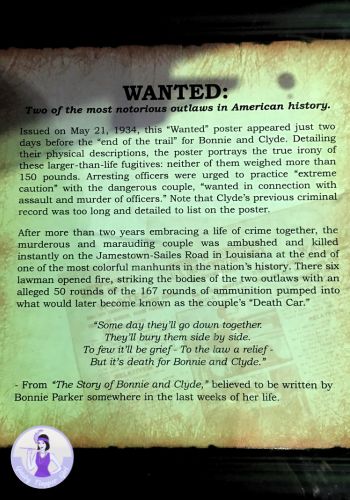 WANTED:
Two of the most notorious outlaws in American history.
Issued on May 21, 1934, this “Wanted” poster appeared just two
days before the “end of the trail” for Bonnie and Clyde. Detailing
their physical descriptions, the poster portrays the true irony of
these larger-than-life fugitives: neither of them weighed more than
150 pounds. Arresting officers were urged to practice “extreme
caution” with the dangerous couple, “wanted in connection with
assault and murder of officers.” Note that Clyde’s previous criminal
record was too long and detailed to list on the poster.
After more than two years embracing a life of crime together, the
murderous and marauding couple was ambushed and killed
instantly on the Jamestown-Sailes Road in Louisiana at the end of
one of the most colorful manhunts in the nation’s history. There six
lawman opened fire, striking the bodies of the two outlaws with an
alleged 50 rounds of the 167 rounds of ammunition pumped into
what would later become known as the couple’s “Death Car.”
“Some day they’ll go down together.
They’ll bury them side by side.
To few it’ll be grief - To the law a relief -
But it’s death for Bonnie and Clyde.”
- From “The Story of Bonnie and Clyde,” believed to be written by
Bonnie Parker somewhere in the last weeks of her life.